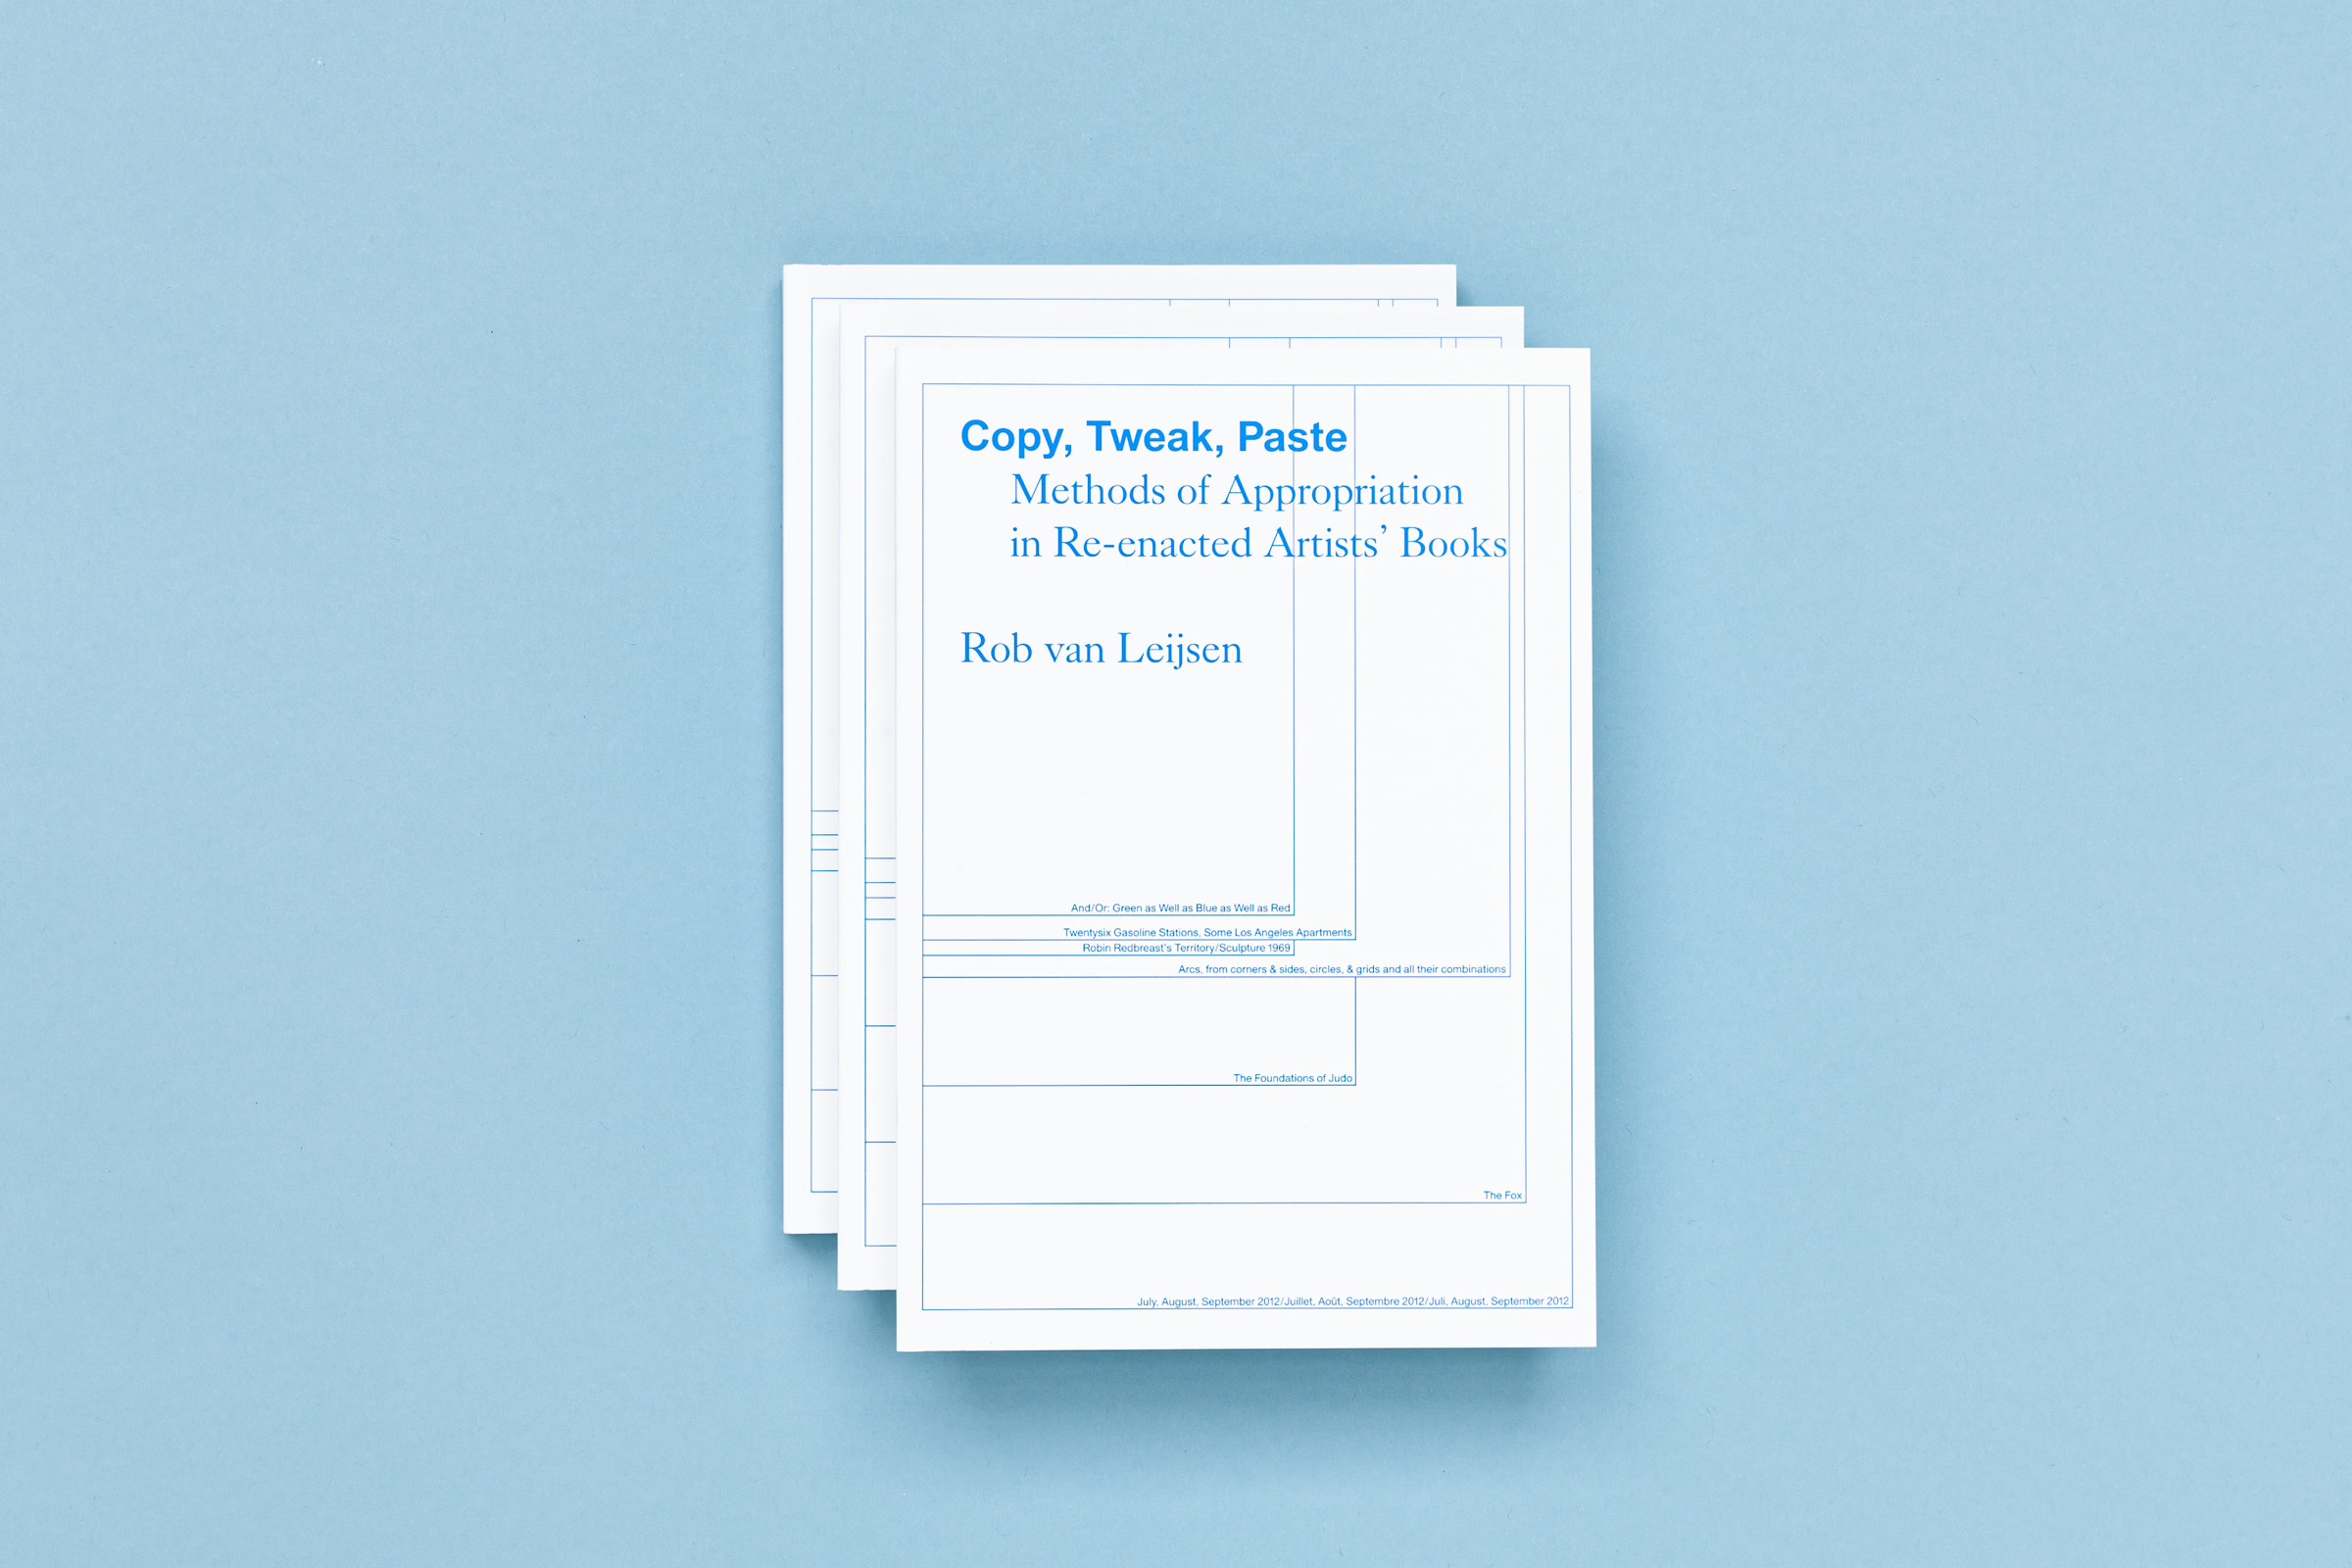 Copy, Tweak, Paste
Methods of Appropriation
in Re-enacted Artists’ Books
Rob van Leijsen
And/Or: Green as Well as Blue as Well as Red
Twentysix Gasoline Stations, Some Los Angeles Apartments
Robin Redbreast’s Territory/Sculpture 1969
Arcs, from corners & sides, circles, & grids and all their combinations
The Foundations of Judo
The Fox
July, August, September 2012/Juillet, Août, Septembre 2012/Juli, August, September 2012